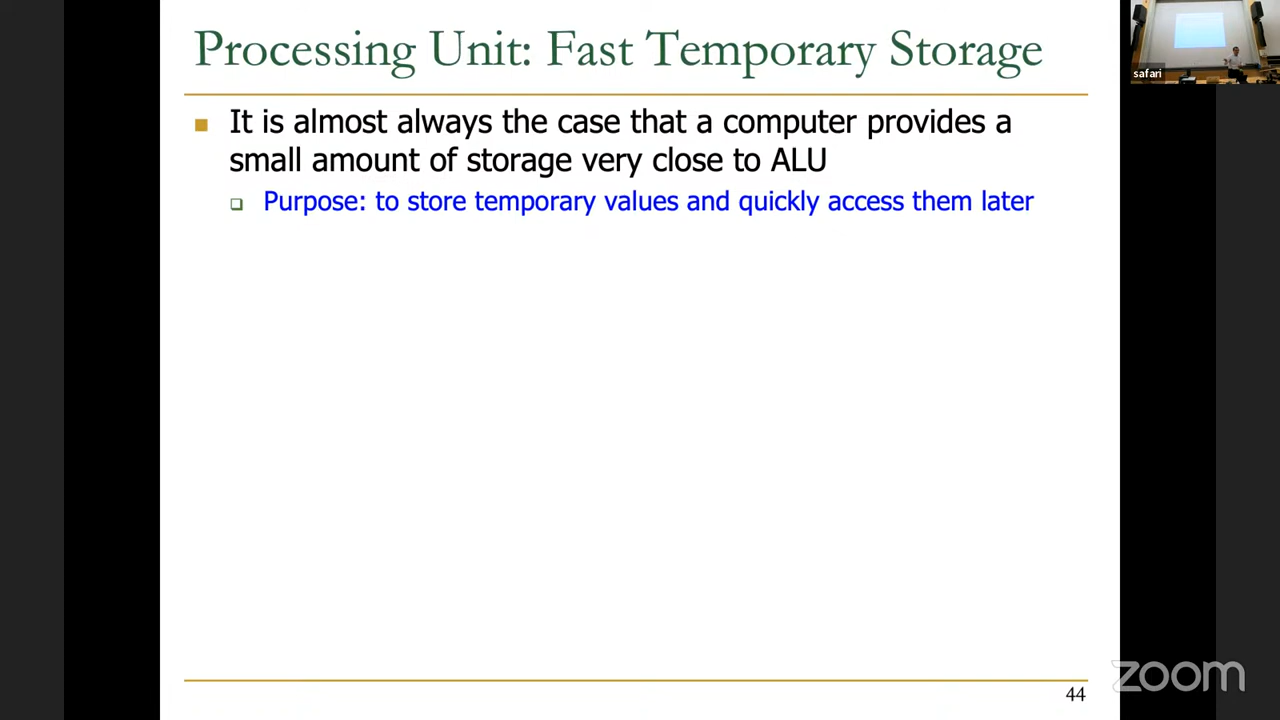 Processing Unit: Fast Temporary Storage
safari
It is almost always the case that a computer provides a
small amount of storage very close to ALU
Purpose: to store temporary values and quickly access them later
44
zoom